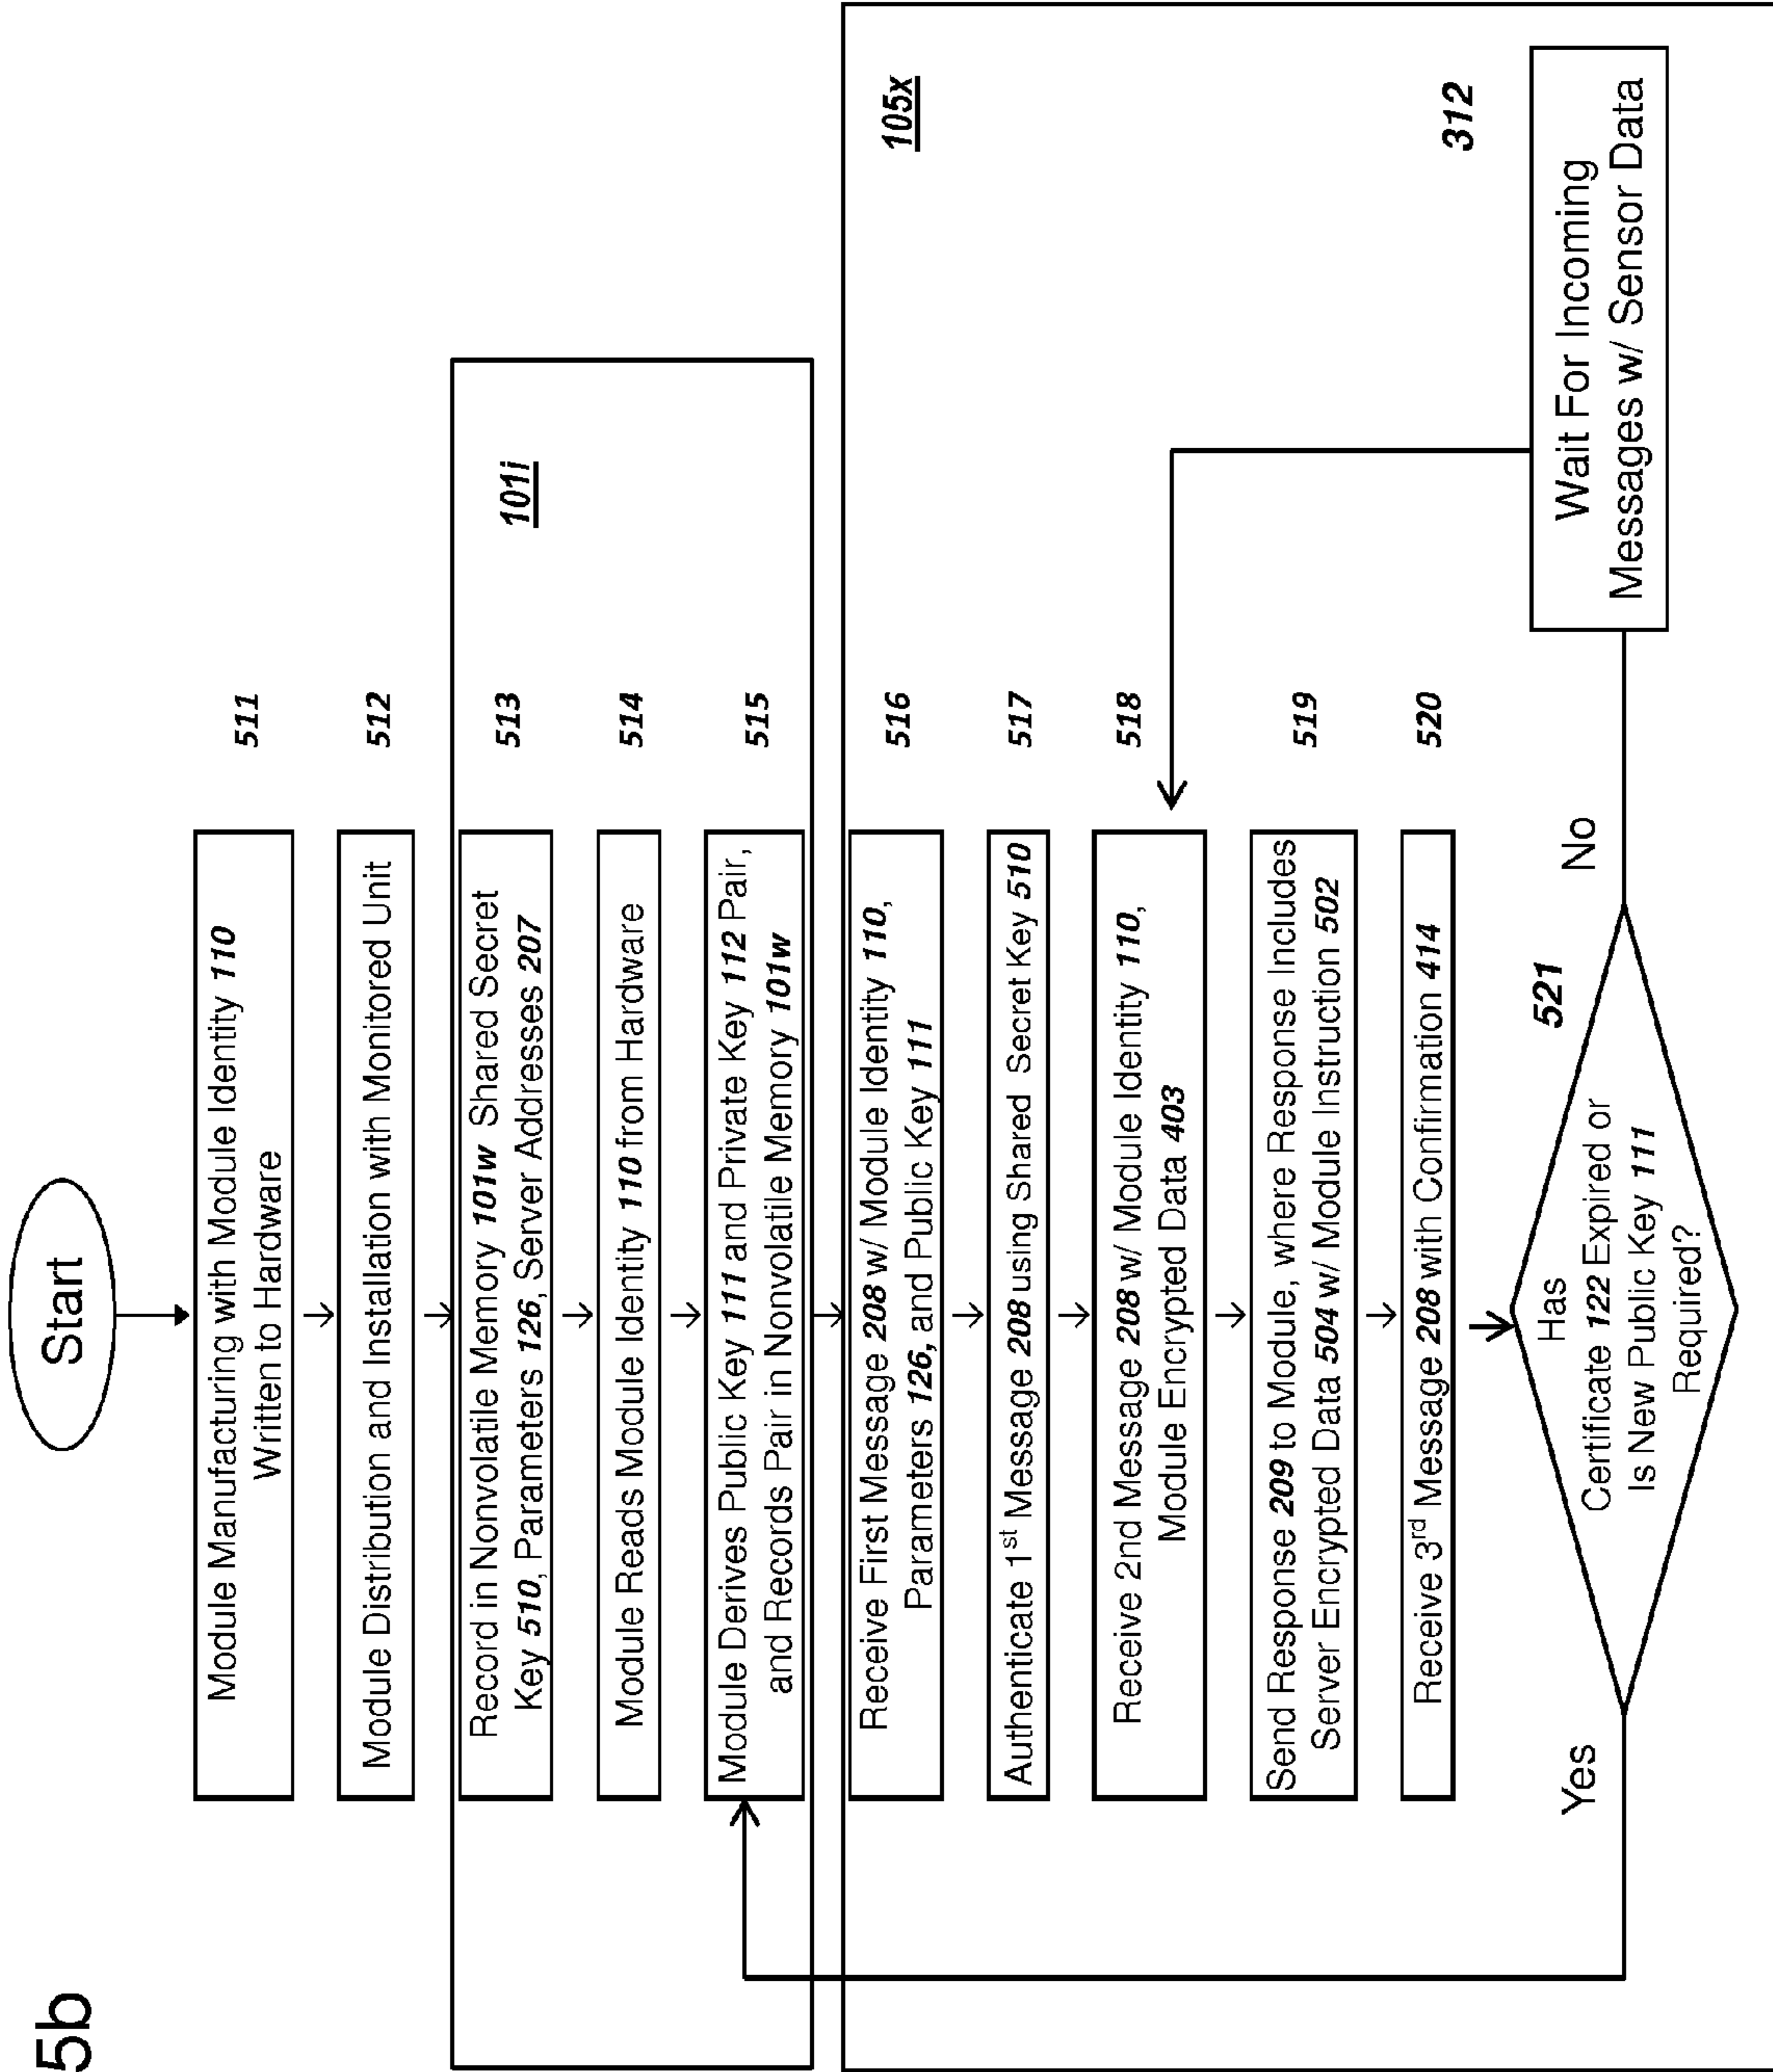 5b
Start
Module Manufacturing with Module Identity 110
Written to Hardware
511
Module Distribution and Installation with Monitored Unit
512
101i
Record in Nonvolatile Memory 101w Shared Secret
Key 510, Parameters 126, Server Addresses 207
513
Module Reads Module Identity 110 from Hardware
514
Module Derives Public Key 111 and Private Key 112 Pair,
and Records Pair in Nonvolatile Memory 101w
515
105x
Receive First Message 208 w/ Module Identity 110,
Parameters 126, and Public Key 111
516
Authenticate 1st Message 208 using Shared Secret Key 510
517
Receive 2nd Message 208 w/ Module Identity 110,
Module Encrypted Data 403
518
Send Response 209 to Module, where Response Includes
Server Encrypted Data 504 w/ Module Instruction 502
519
Receive 3rd Message 208 with Confirmation 414
520
521
Has
Certificate 122 Expired or
Is New Public Key 111
Required?
Yes
No
312
Wait For Incoming
Messages w/ Sensor Data